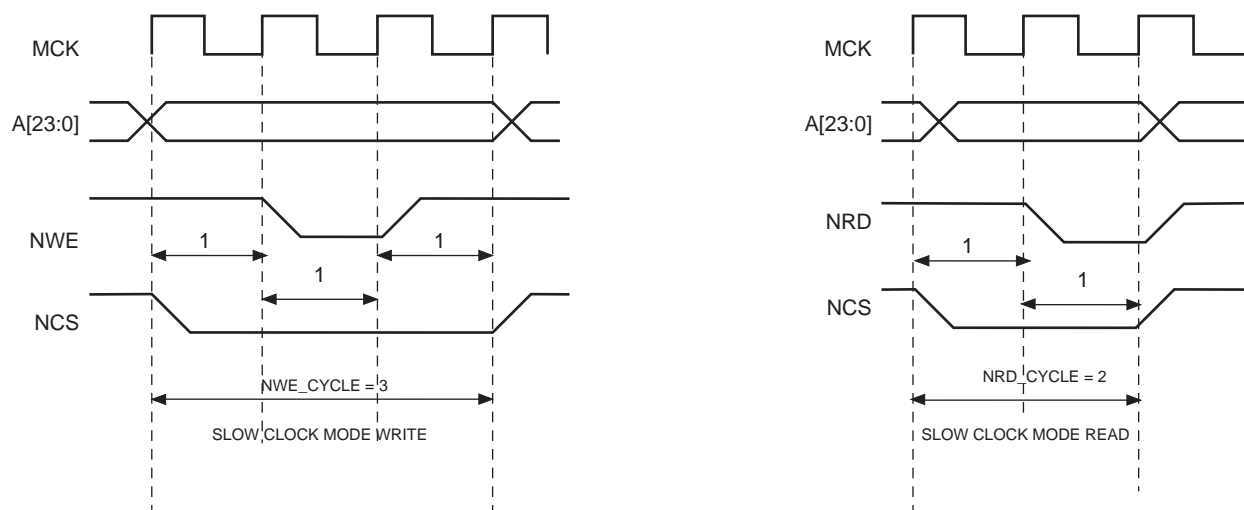 MCK
A[23:0]
NWE
1
1
1
NCS
NWE_CYCLE = 3
SLOW CLOCK MODE WRITE
MCK
A[23:0]
NRD
1
1
NCS
NRD_CYCLE = 2
SLOW CLOCK MODE READ